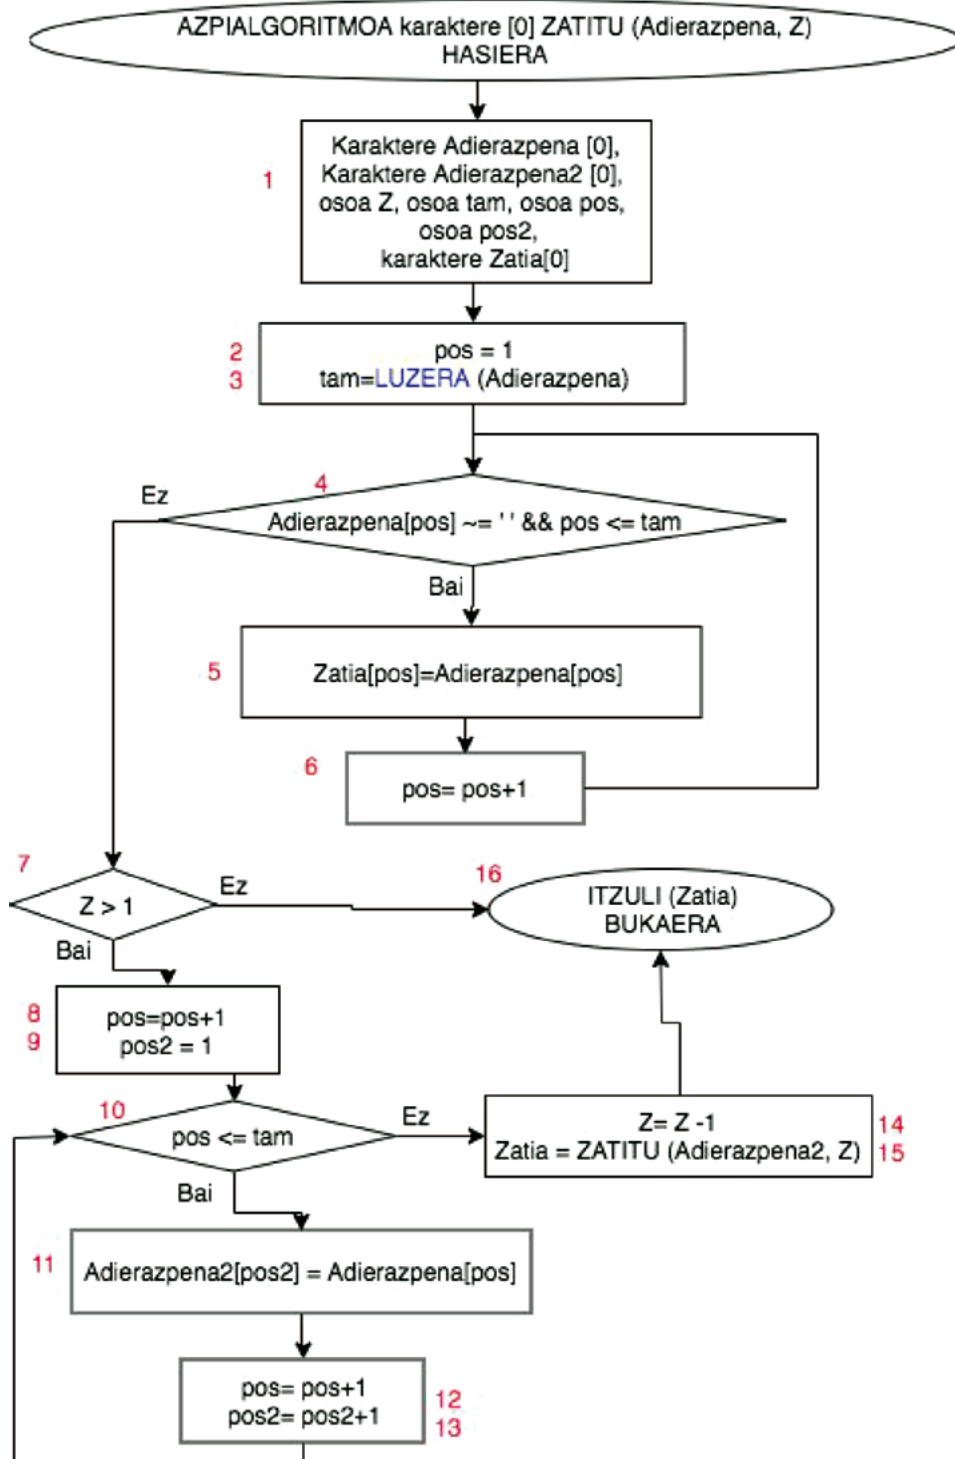 AZPIALGORITMOA karaktere [0] ZATITU (Adierazpena, Z)
HASIERA
1
Karaktere Adierazpena [0],
Karaktere Adierazpena2 [0],
osoa Z, osoa tam, osoa pos,
osoa pos2,
karaktere Zatia[0]
2
pos = 1
3
tam=LUZERA (Adierazpena)
4
Ez
Adierazpena[pos] ~= ' ' && pos <= tam
Bai
5
Zatia[pos]=Adierazpena[pos]
6
pos= pos+1
7
Z > 1
Ez
Bai
16
ITZULI (Zatia)
BUKAERA
8
pos=pos+1
9
pos2 = 1
10
pos <= tam
Ez
Bai
Z= Z -1
14
Zatia = ZATITU (Adierazpena2, Z)
15
11
Adierazpena2[pos2] = Adierazpena[pos]
pos= pos+1
12
pos2= pos2+1
13